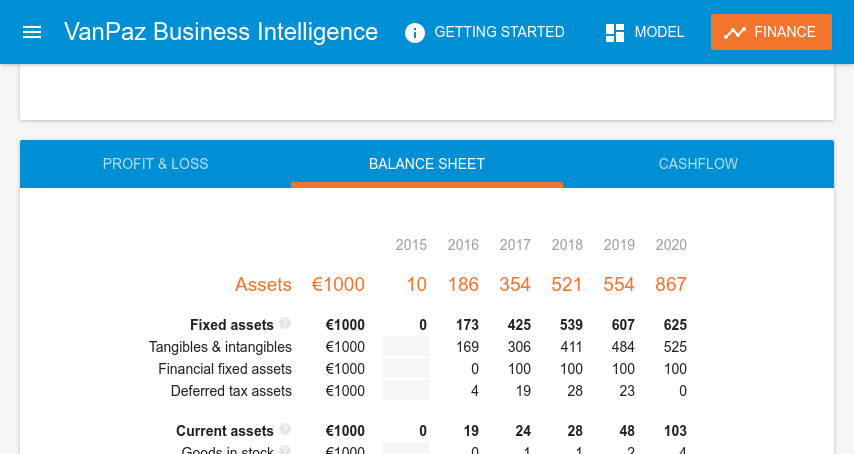 VanPaz Business Intelligence GETTING STARTED MODEL FINANCE
PROFIT & LOSS BALANCE SHEET CASHFLOW
2015 2016 2017 2018 2019 2020
Assets €1000 10 186 354 521 554 867
Fixed assets ? €1000 0 173 425 539 607 625
Tangibles & intangibles €1000 169 306 411 484 525
Financial fixed assets €1000 0 100 100 100 100
Deferred tax assets €1000 4 19 28 23 0
Current assets ? €1000 0 19 24 28 48 103
Goods in stock ? €1000 0 1 1 2 4